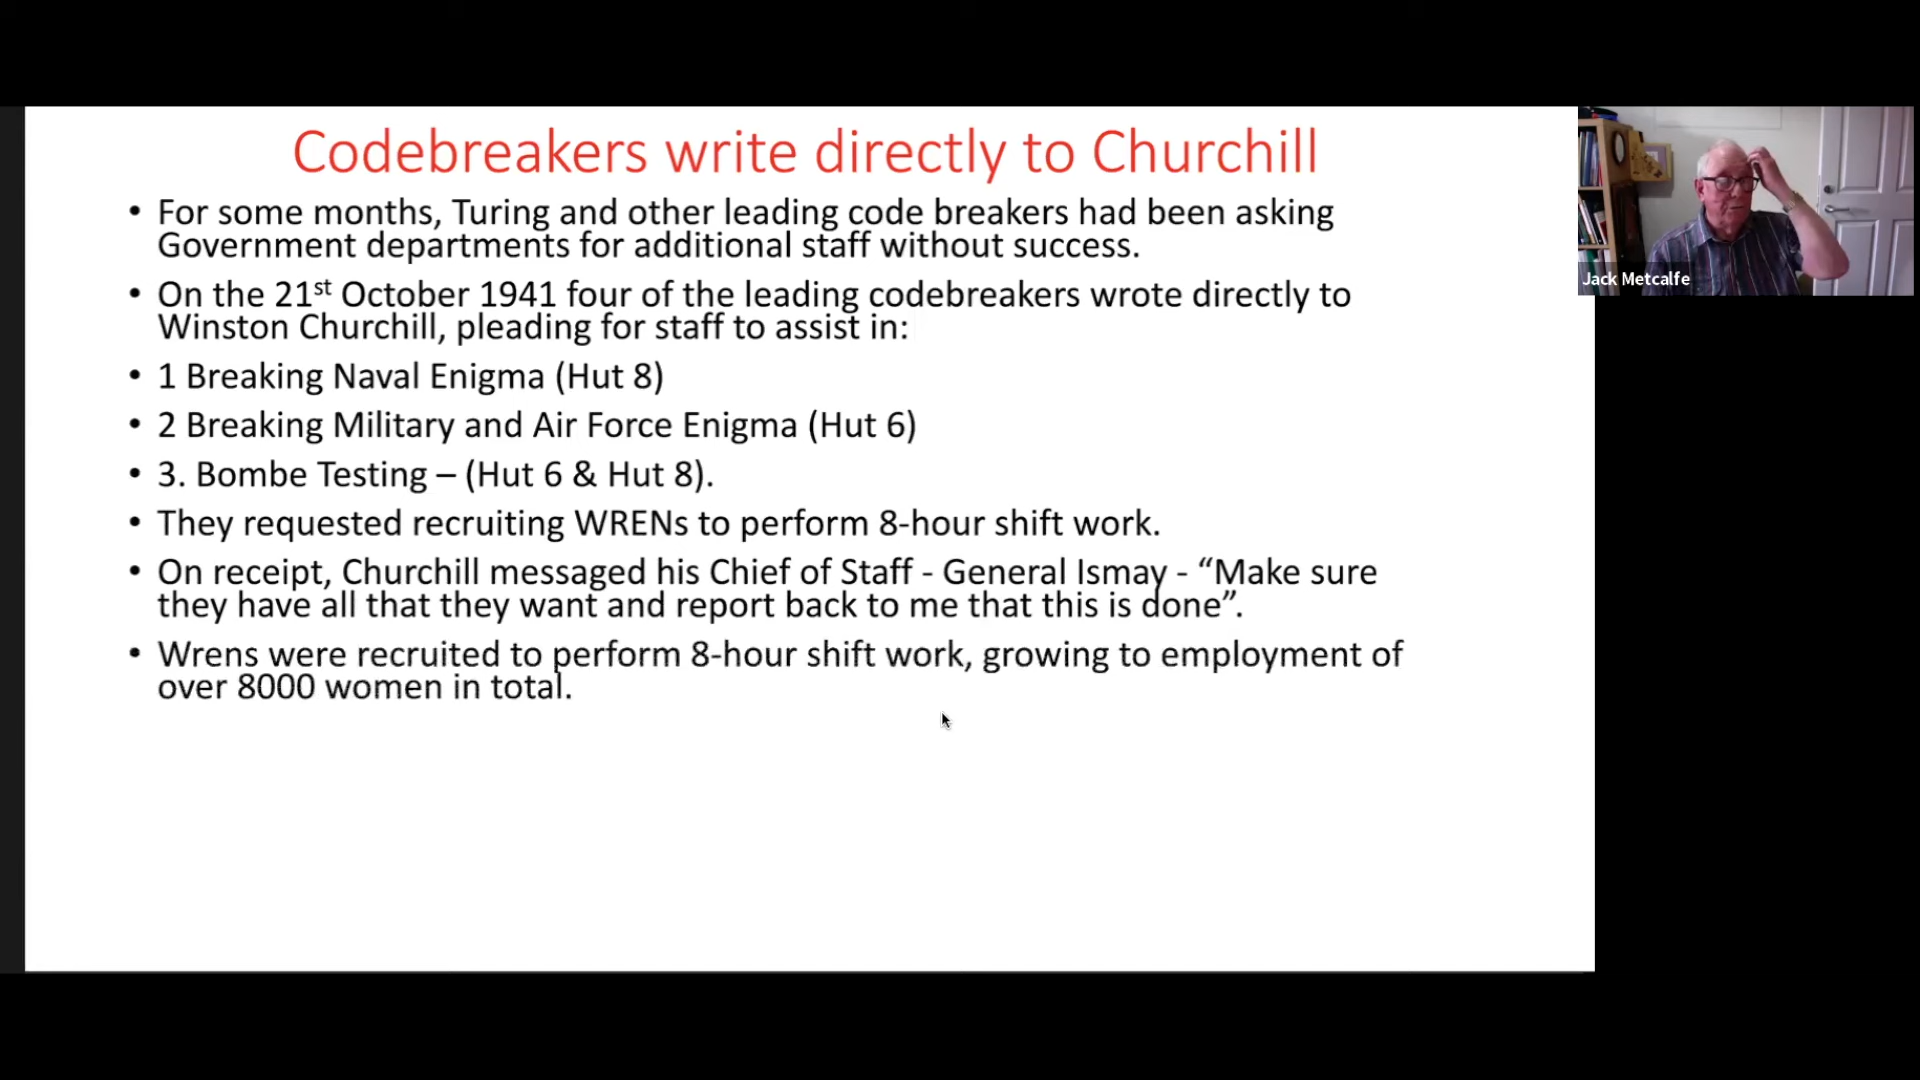 Codebreakers write directly to Churchill
• For some months, Turing and other leading code breakers had been asking
Government departments for additional staff without success.
• On the 21st October 1941 four of the leading codebreakers wrote directly to
Winston Churchill, pleading for staff to assist in:
• 1 Breaking Naval Enigma (Hut 8)
• 2 Breaking Military and Air Force Enigma (Hut 6)
• 3. Bombe Testing – (Hut 6 & Hut 8).
• They requested recruiting WRENs to perform 8-hour shift work.
• On receipt, Churchill messaged his Chief of Staff - General Ismay - “Make sure
they have all that they want and report back to me that this is done”.
• Wrens were recruited to perform 8-hour shift work, growing to employment of
over 8000 women in total.
Jack Metcalfe